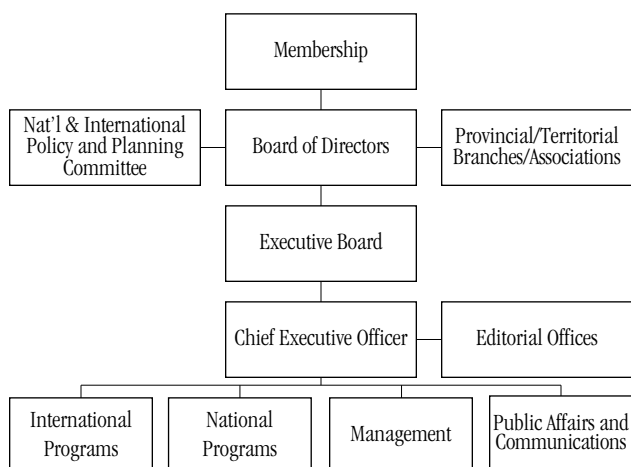 Membership
Nat'l & International
Policy and Planning
Committee
Board of Directors
Provincial/Territorial
Branches/Associations
Executive Board
Chief Executive Officer
Editorial Offices
International
Programs
National
Programs
Management
Public Affairs and
Communications